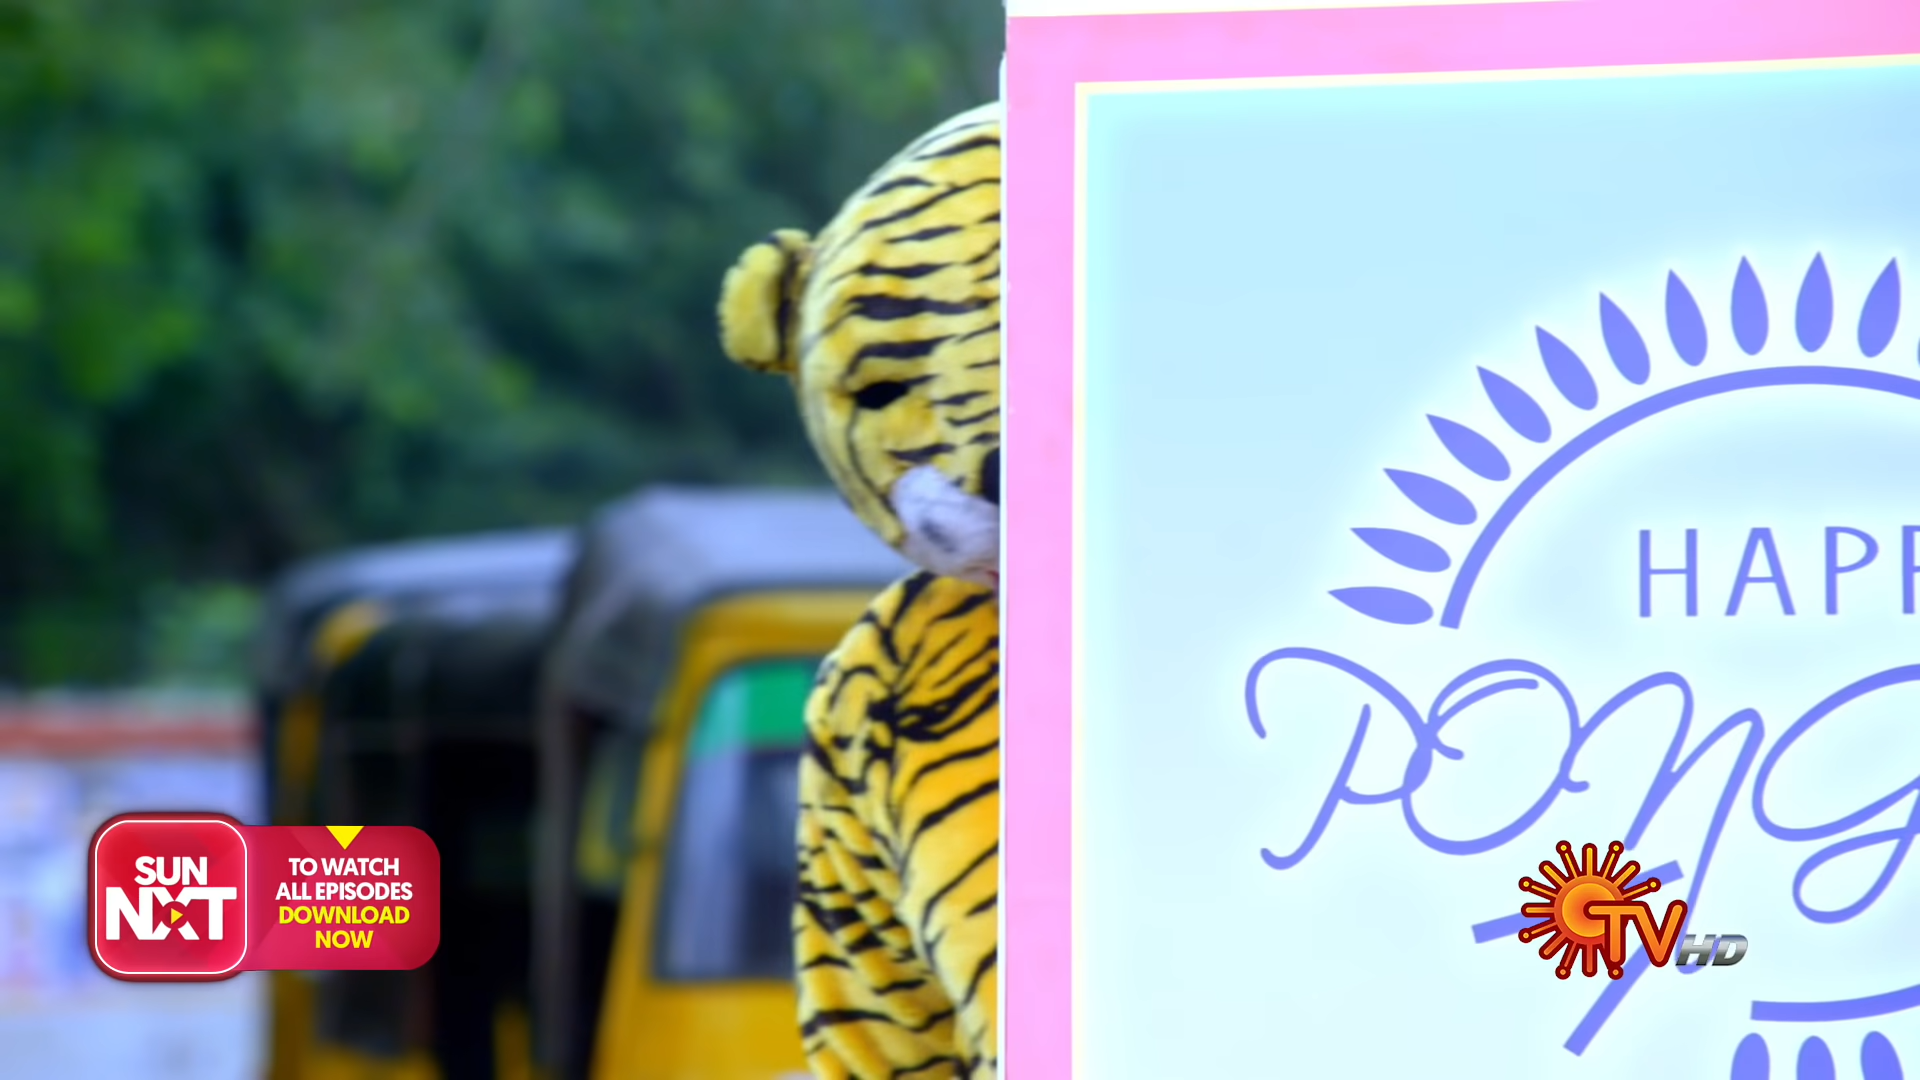 HAPP
PONG
SUN
NXT
TO WATCH
ALL EPISODES
DOWNLOAD
NOW
TV HD